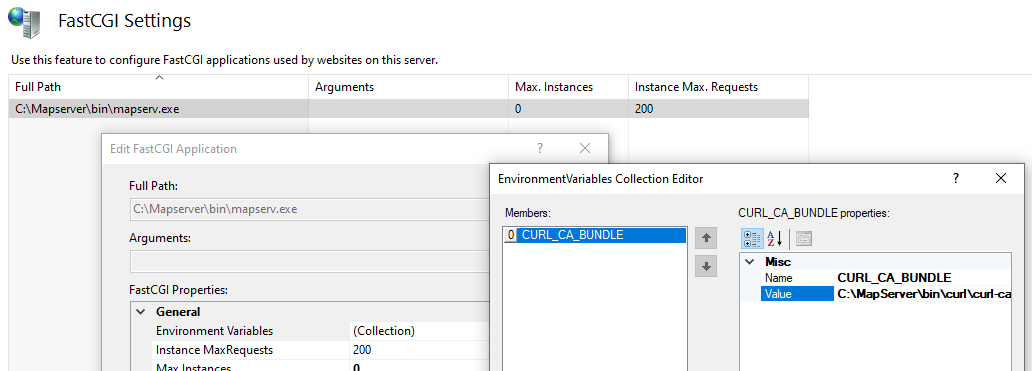 FastCGI Settings
Use this feature to configure FastCGI applications used by websites on this server.
Full Path Arguments Max. Instances Instance Max. Requests
C:\Mapserver\bin\mapserv.exe 0 200
Edit FastCGI Application ? ×
Full Path:
C:\Mapserver\bin\mapserv.exe
Arguments:
FastCGI Properties:
General
Environment Variables (Collection)
Instance MaxRequests 200
Max Instances 0
EnvironmentVariables Collection Editor ? ×
Members:
0 CURL_CA_BUNDLE
CURL_CA_BUNDLE properties:
Misc
Name CURL_CA_BUNDLE
Value C:\MapServer\bin\curl\curl-ca